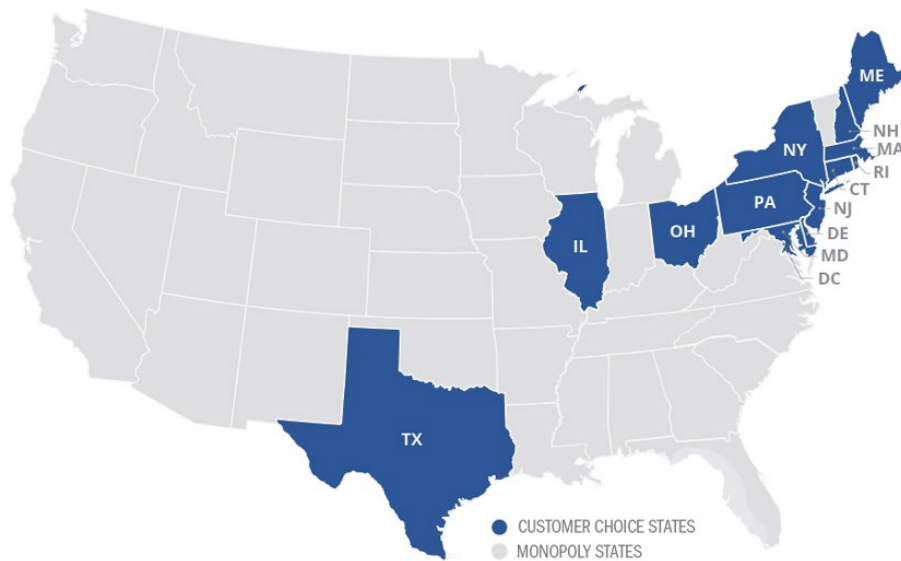 ME
NH
MA
NY
RI
CT
PA
NJ
OH
IL
DE
MD
DC
TX
CUSTOMER CHOICE STATES
MONOPOLY STATES